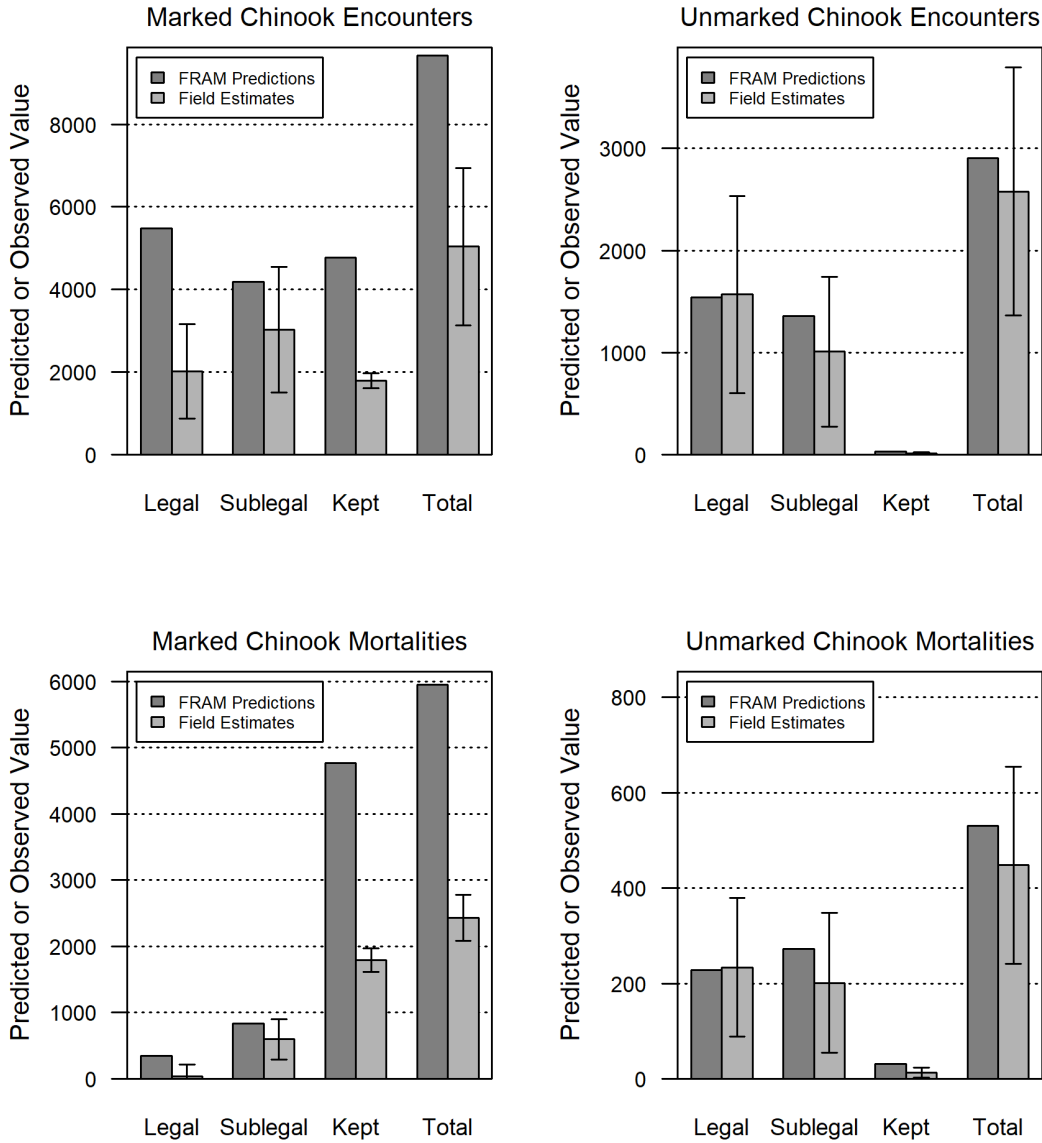 Marked Chinook Encounters
Predicted or Observed Value
FRAM Predictions
Field Estimates
8000
6000
4000
2000
0
Legal Sublegal Kept Total
Unmarked Chinook Encounters
Predicted or Observed Value
FRAM Predictions
Field Estimates
3000
2000
1000
0
Legal Sublegal Kept Total
Marked Chinook Mortalities
Predicted or Observed Value
FRAM Predictions
Field Estimates
6000
5000
4000
3000
2000
1000
0
Legal Sublegal Kept Total
Unmarked Chinook Mortalities
Predicted or Observed Value
FRAM Predictions
Field Estimates
800
600
400
200
0
Legal Sublegal Kept Total